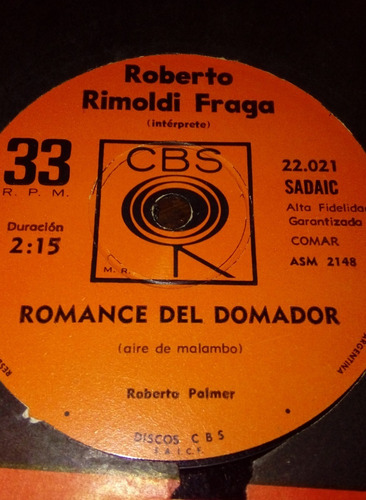 Roberto
Rimoldi Fraga
(intérprete)
33
R. P. M.
Duración
2:15
CBS
M. R.
22.021
SADAIC
Alta Fidelidad
Garantizada
COMAR
ASM 2148
ROMANCE DEL DOMADOR
(aire de malambo)
Roberto Palmer
DISCOS CBS
S.A.I.C.F.
ARGENTINA